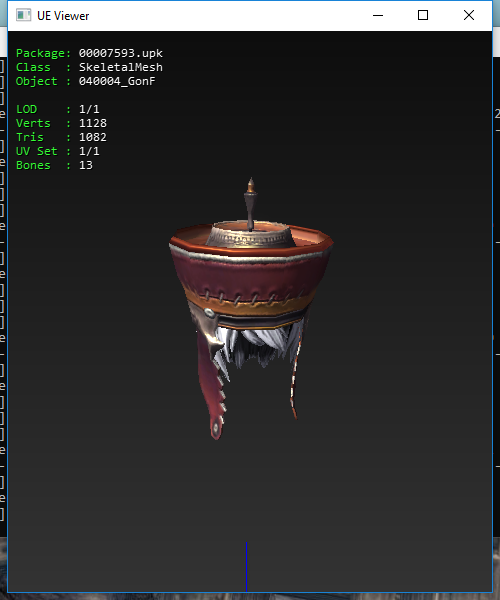 UE Viewer
Package: 00007593.upk
Class : SkeletalMesh
Object : 040004_GonF
LOD : 1/1
Verts : 1128
Tris : 1082
UV Set : 1/1
Bones : 13